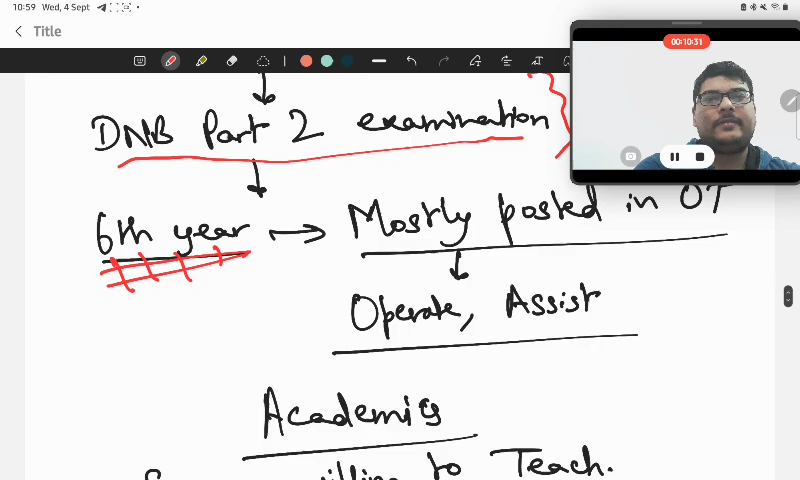 10:59 Wed, 4 Sept
Title
00:10:31
DNB Part 2 examination
6th year → Mostly posted in OT
Operate, Assist
Academics
to Teach.